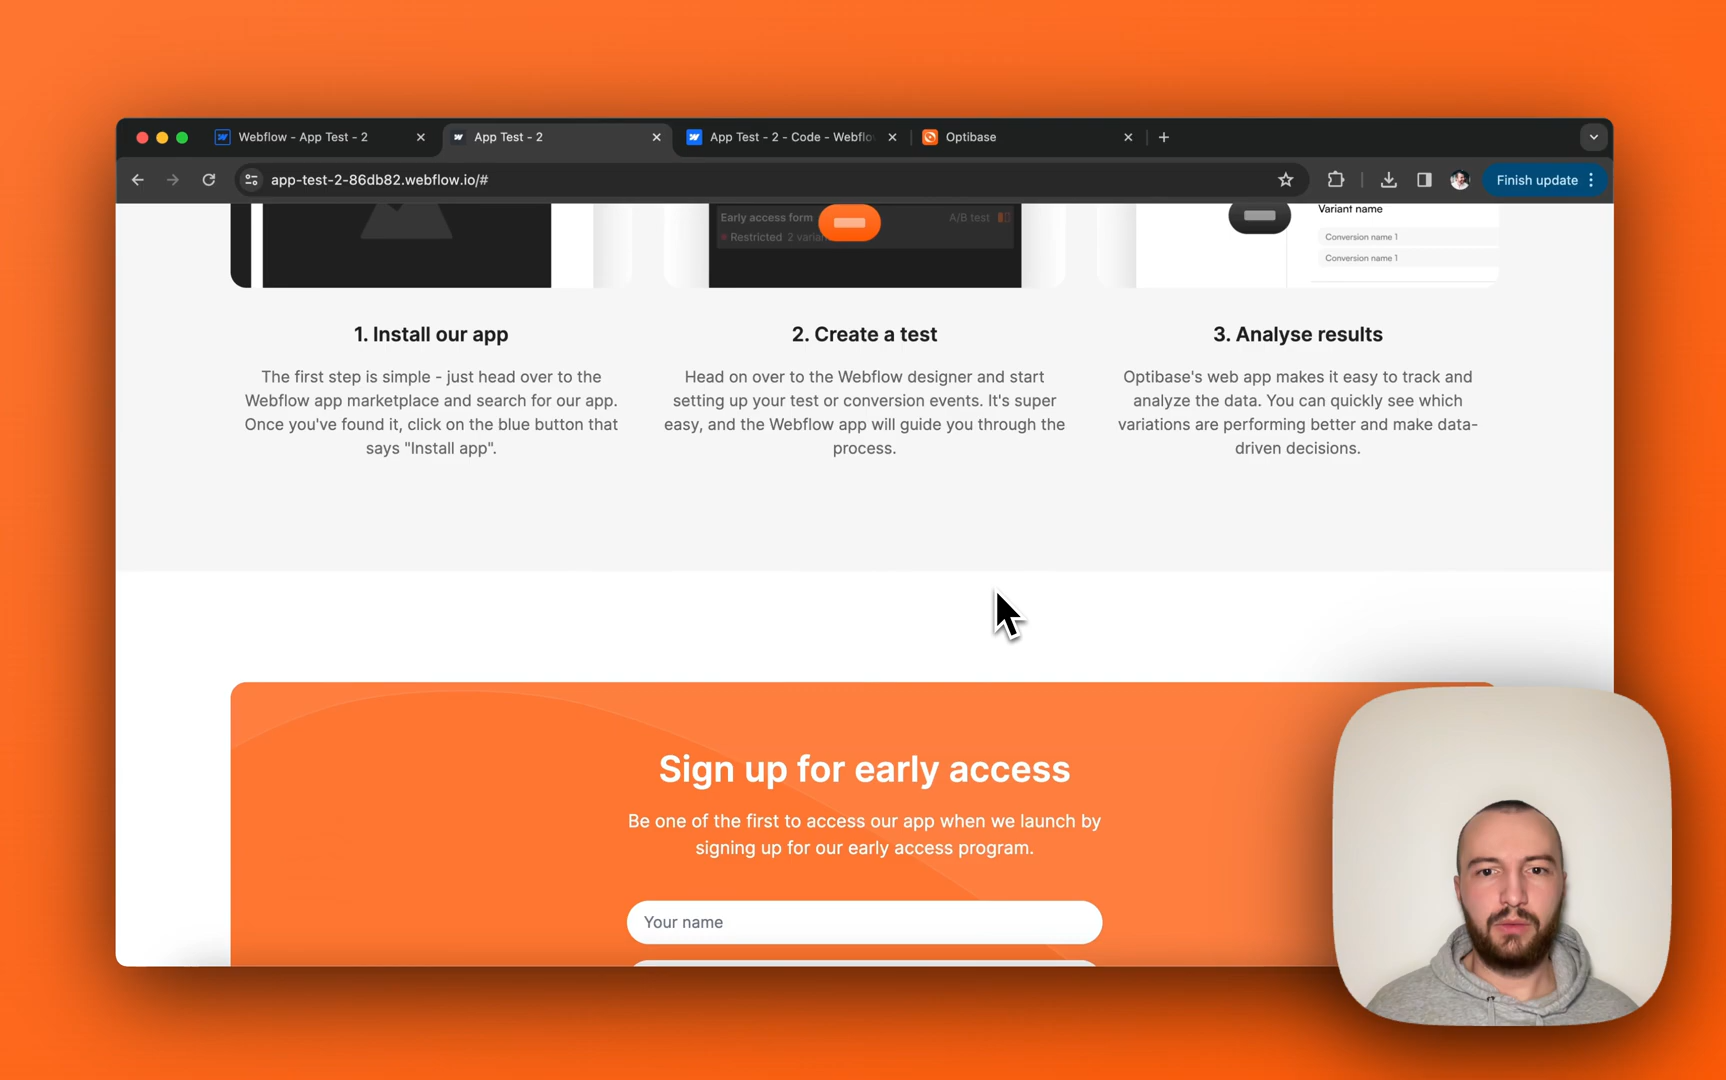 Webflow - App Test - 2
App Test - 2
App Test - 2 - Code - Webflo
Optibase
app-test-2-86db82.webflow.io/#
Finish update
Early access form
A/B test
Restricted 2 varian
Variant name
Conversion name 1
Conversion name 1
1. Install our app
The first step is simple - just head over to the
Webflow app marketplace and search for our app.
Once you've found it, click on the blue button that
says "Install app".
2. Create a test
Head on over to the Webflow designer and start
setting up your test or conversion events. It's super
easy, and the Webflow app will guide you through the
process.
3. Analyse results
Optibase's web app makes it easy to track and
analyze the data. You can quickly see which
variations are performing better and make data-
driven decisions.
Sign up for early access
Be one of the first to access our app when we launch by
signing up for our early access program.
Your name